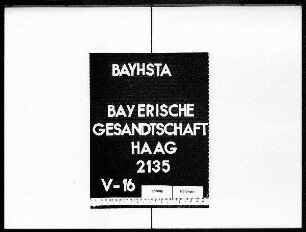 BAYHSTA
BAYERISCHE
GESANDTSCHAFT
HAAG
2135
V-16